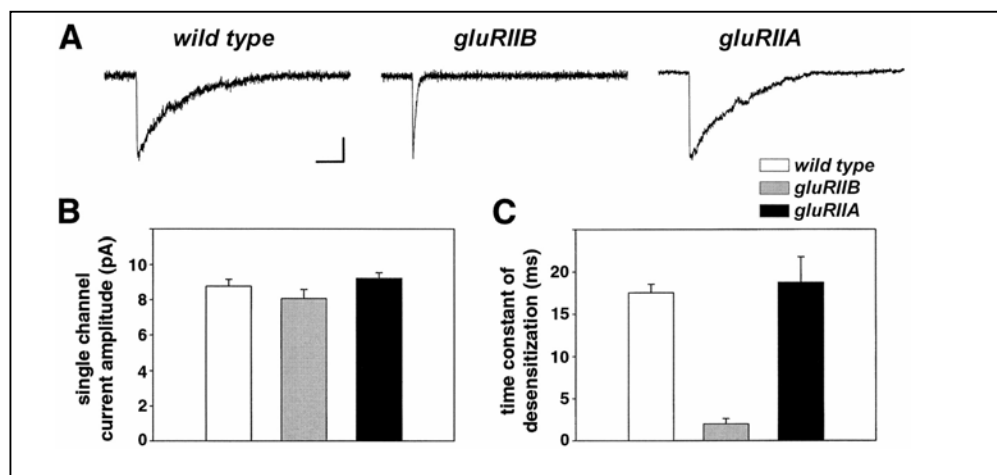 A
wild type
gluRIIB
gluRIIA
wild type
gluRIIB
gluRIIA
B
single channel
current amplitude (pA)
10
8
6
4
2
0
C
time constant of
desensitization (ms)
20
15
10
5
0